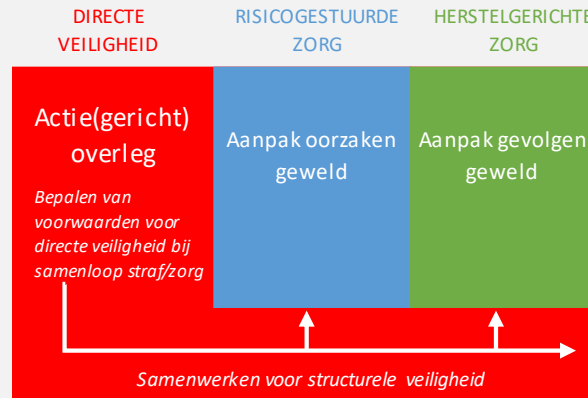 DIRECTE
VEILIGHEID
RISICOGESTUURDE
ZORG
HERSTELGERICHTE
ZORG
Actie(gericht)
overleg
Bepalen van
voorwaarden voor
directe veiligheid bij
samenloop straf/zorg
Aanpak oorzaken
geweld
Aanpak gevolgen
geweld
Samenwerken voor structurele veiligheid